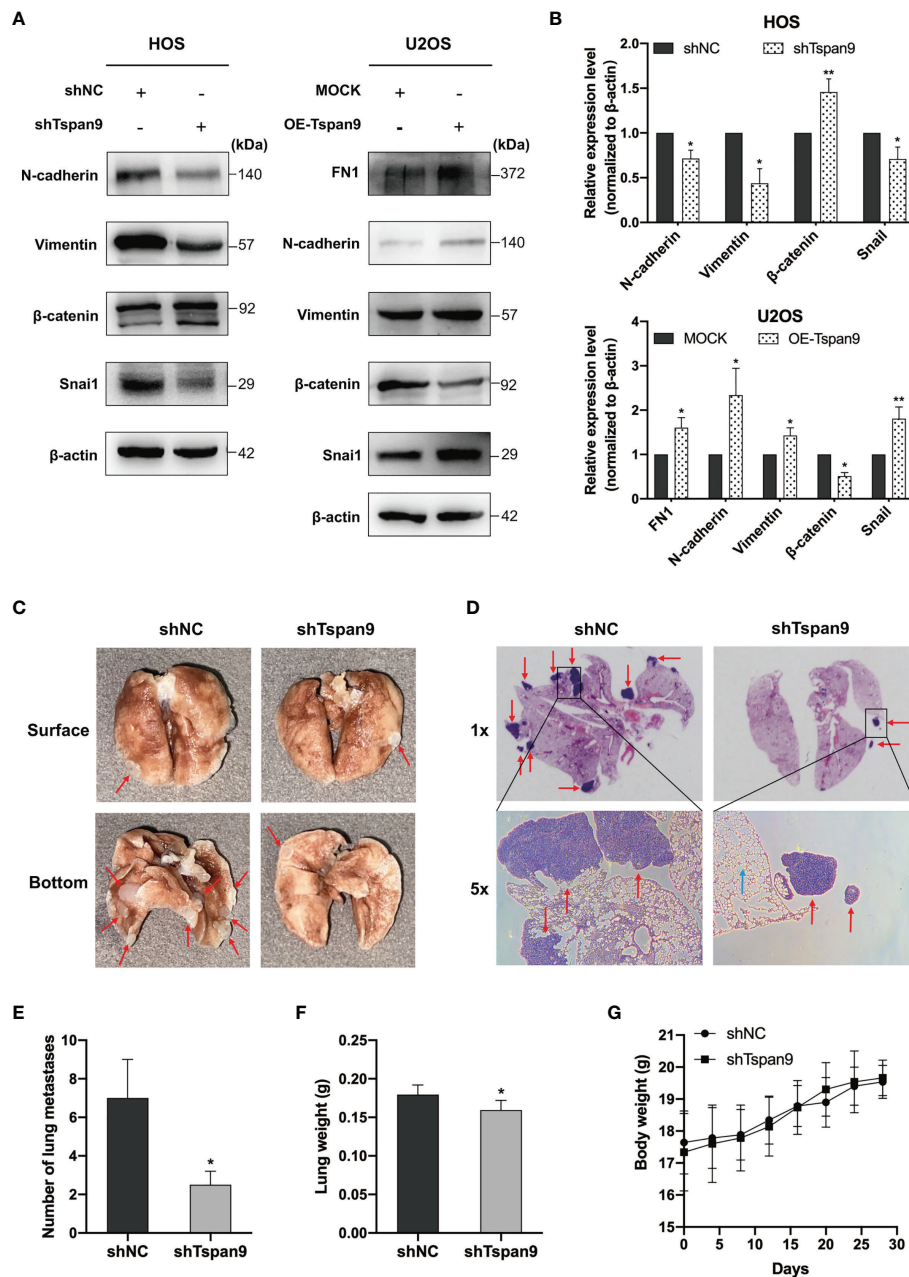 A
HOS
U2OS
shNC + -
shTspan9 - + (kDa)
MOCK + -
OE-Tspan9 - + (kDa)
N-cadherin 140
Vimentin 57
β-catenin 92
Snai1 29
β-actin 42
FN1 372
N-cadherin 140
Vimentin 57
β-catenin 92
Snai1 29
β-actin 42
B
HOS
shNC shTspan9
Relative expression level
(normalized to β-actin)
2.0
1.5
1.0
0.5
0.0
* * ** *
N-cadherin
Vimentin
β-catenin
Snail
U2OS
MOCK OE-Tspan9
Relative expression level
(normalized to β-actin)
4
3
2
1
0
* * * * **
FN1
N-cadherin
Vimentin
β-catenin
Snail
C
shNC shTspan9
Surface
Bottom
D
shNC shTspan9
1x
5x
E
Number of lung metastases
10
8
6
4
2
0
*
shNC shTspan9
F
Lung weight (g)
0.25
0.20
0.15
0.10
0.05
0.00
*
shNC shTspan9
G
shNC
shTspan9
Body weight (g)
21
20
19
18
17
16
15
0 5 10 15 20 25 30
Days